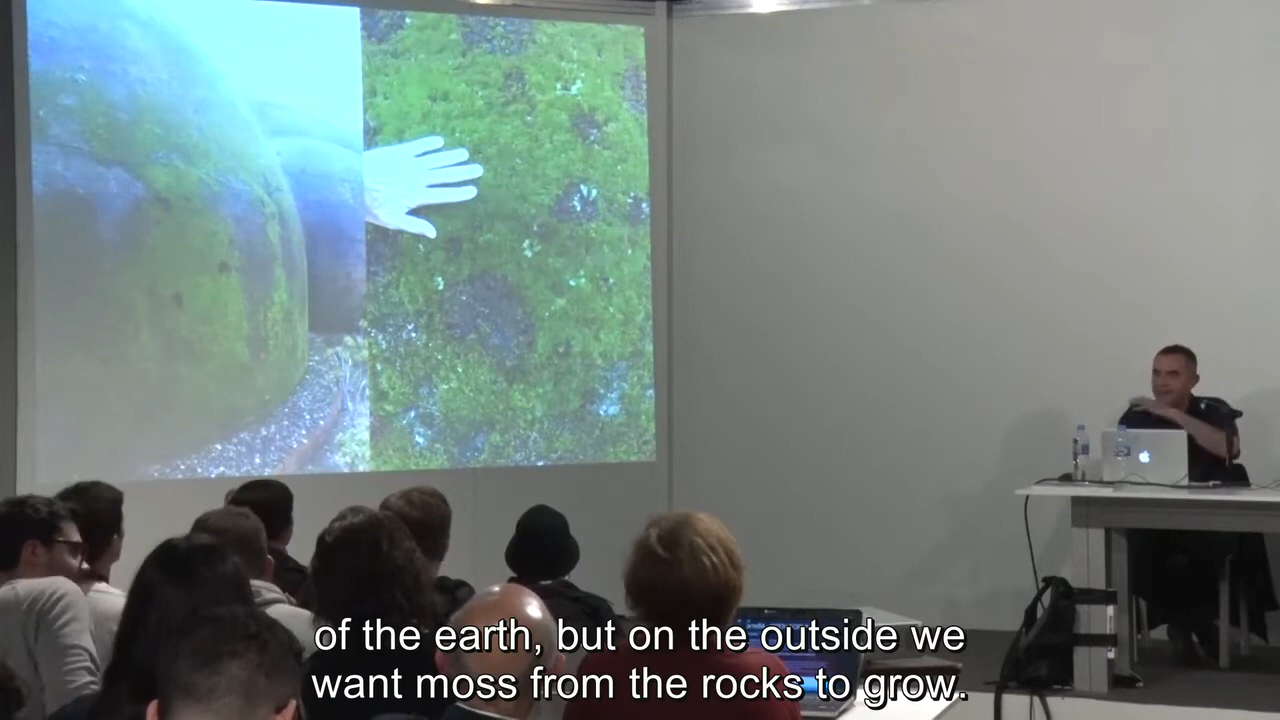 of the earth, but on the outside we
want moss from the rocks to grow.